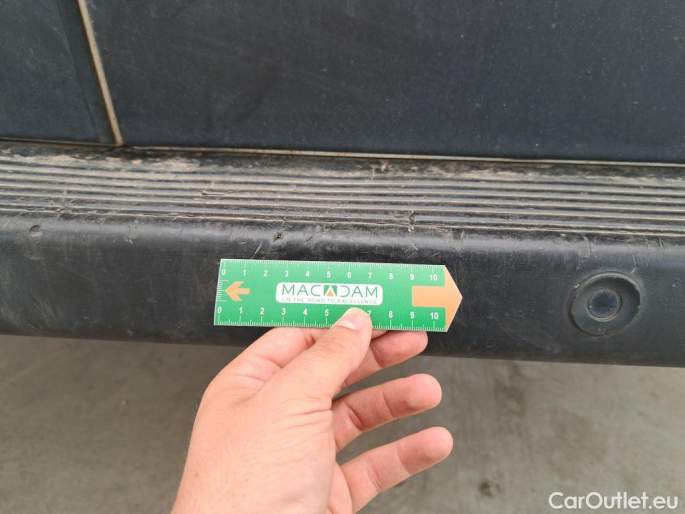 0 1 2 3 4 5 6 7 8 9 10
MACADAM
ON THE ROAD TO EXCELLENCE
0 1 2 3 4 5 7 8 9 10
CarOutlet.eu